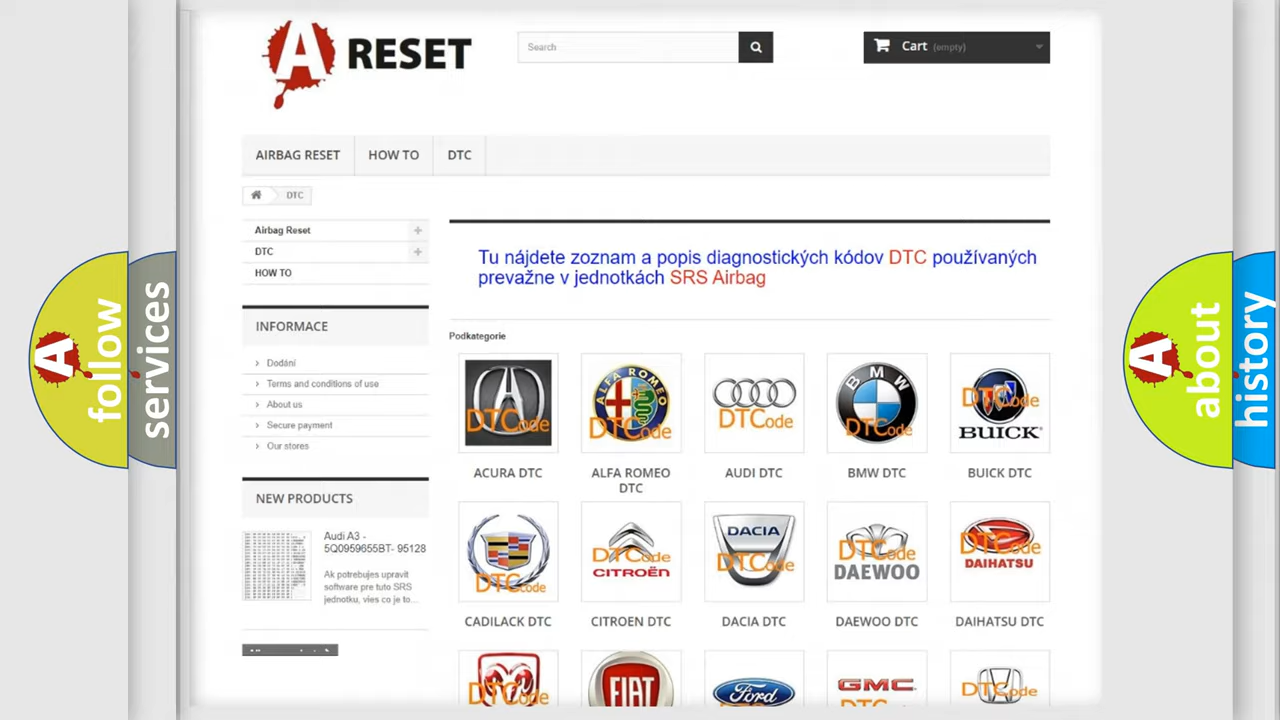 A RESET
Search
Cart (empty)
AIRBAG RESET
HOW TO
DTC
DTC
Airbag Reset
DTC
HOW TO
INFORMACE
Dodání
Terms and conditions of use
About us
Secure payment
Our stores
NEW PRODUCTS
Audi A3 -
5Q0959655BT- 95128
Ak potrebujes upravit
software pre tuto SRS
jednotku, vies co je to...
Tu nájdete zoznam a popis diagnostických kódov DTC používaných
prevažne v jednotkách SRS Airbag
Podkategorie
DTCode
ALFA ROMEO
DTCode
DTCode
BMW
DTCode
DTCode
BUICK
ACURA DTC
ALFA ROMEO
DTC
AUDI DTC
BMW DTC
BUICK DTC
DTCode
DTCode
CITROËN
DACIA
DTCode
DTCode
DAEWOO
DTCode
DAIHATSU
CADILACK DTC
CITROEN DTC
DACIA DTC
DAEWOO DTC
DAIHATSU DTC
DTCode
FIAT
Ford
GMC
DTCode
A follow
services
A about
history